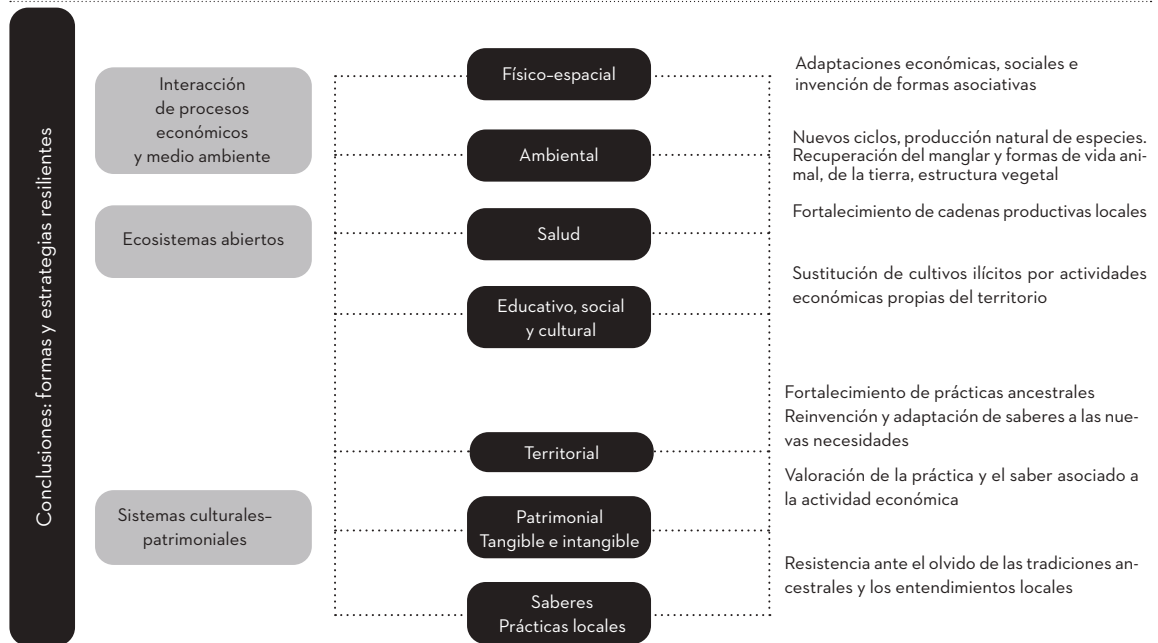 Conclusiones: formas y estrategias resilientes
Interacción
de procesos
económicos
y medio ambiente
Ecosistemas abiertos
Sistemas culturales–
patrimoniales
Físico–espacial
Ambiental
Salud
Educativo, social
y cultural
Territorial
Patrimonial
Tangible e intangible
Saberes
Prácticas locales
Adaptaciones económicas, sociales e
invención de formas asociativas
Nuevos ciclos, producción natural de especies.
Recuperación del manglar y formas de vida ani-
mal, de la tierra, estructura vegetal
Fortalecimiento de cadenas productivas locales
Sustitución de cultivos ilícitos por actividades
económicas propias del territorio
Fortalecimiento de prácticas ancestrales
Reinvención y adaptación de saberes a las nue-
vas necesidades
Valoración de la práctica y el saber asociado a
la actividad económica
Resistencia ante el olvido de las tradiciones an-
cestrales y los entendimientos locales